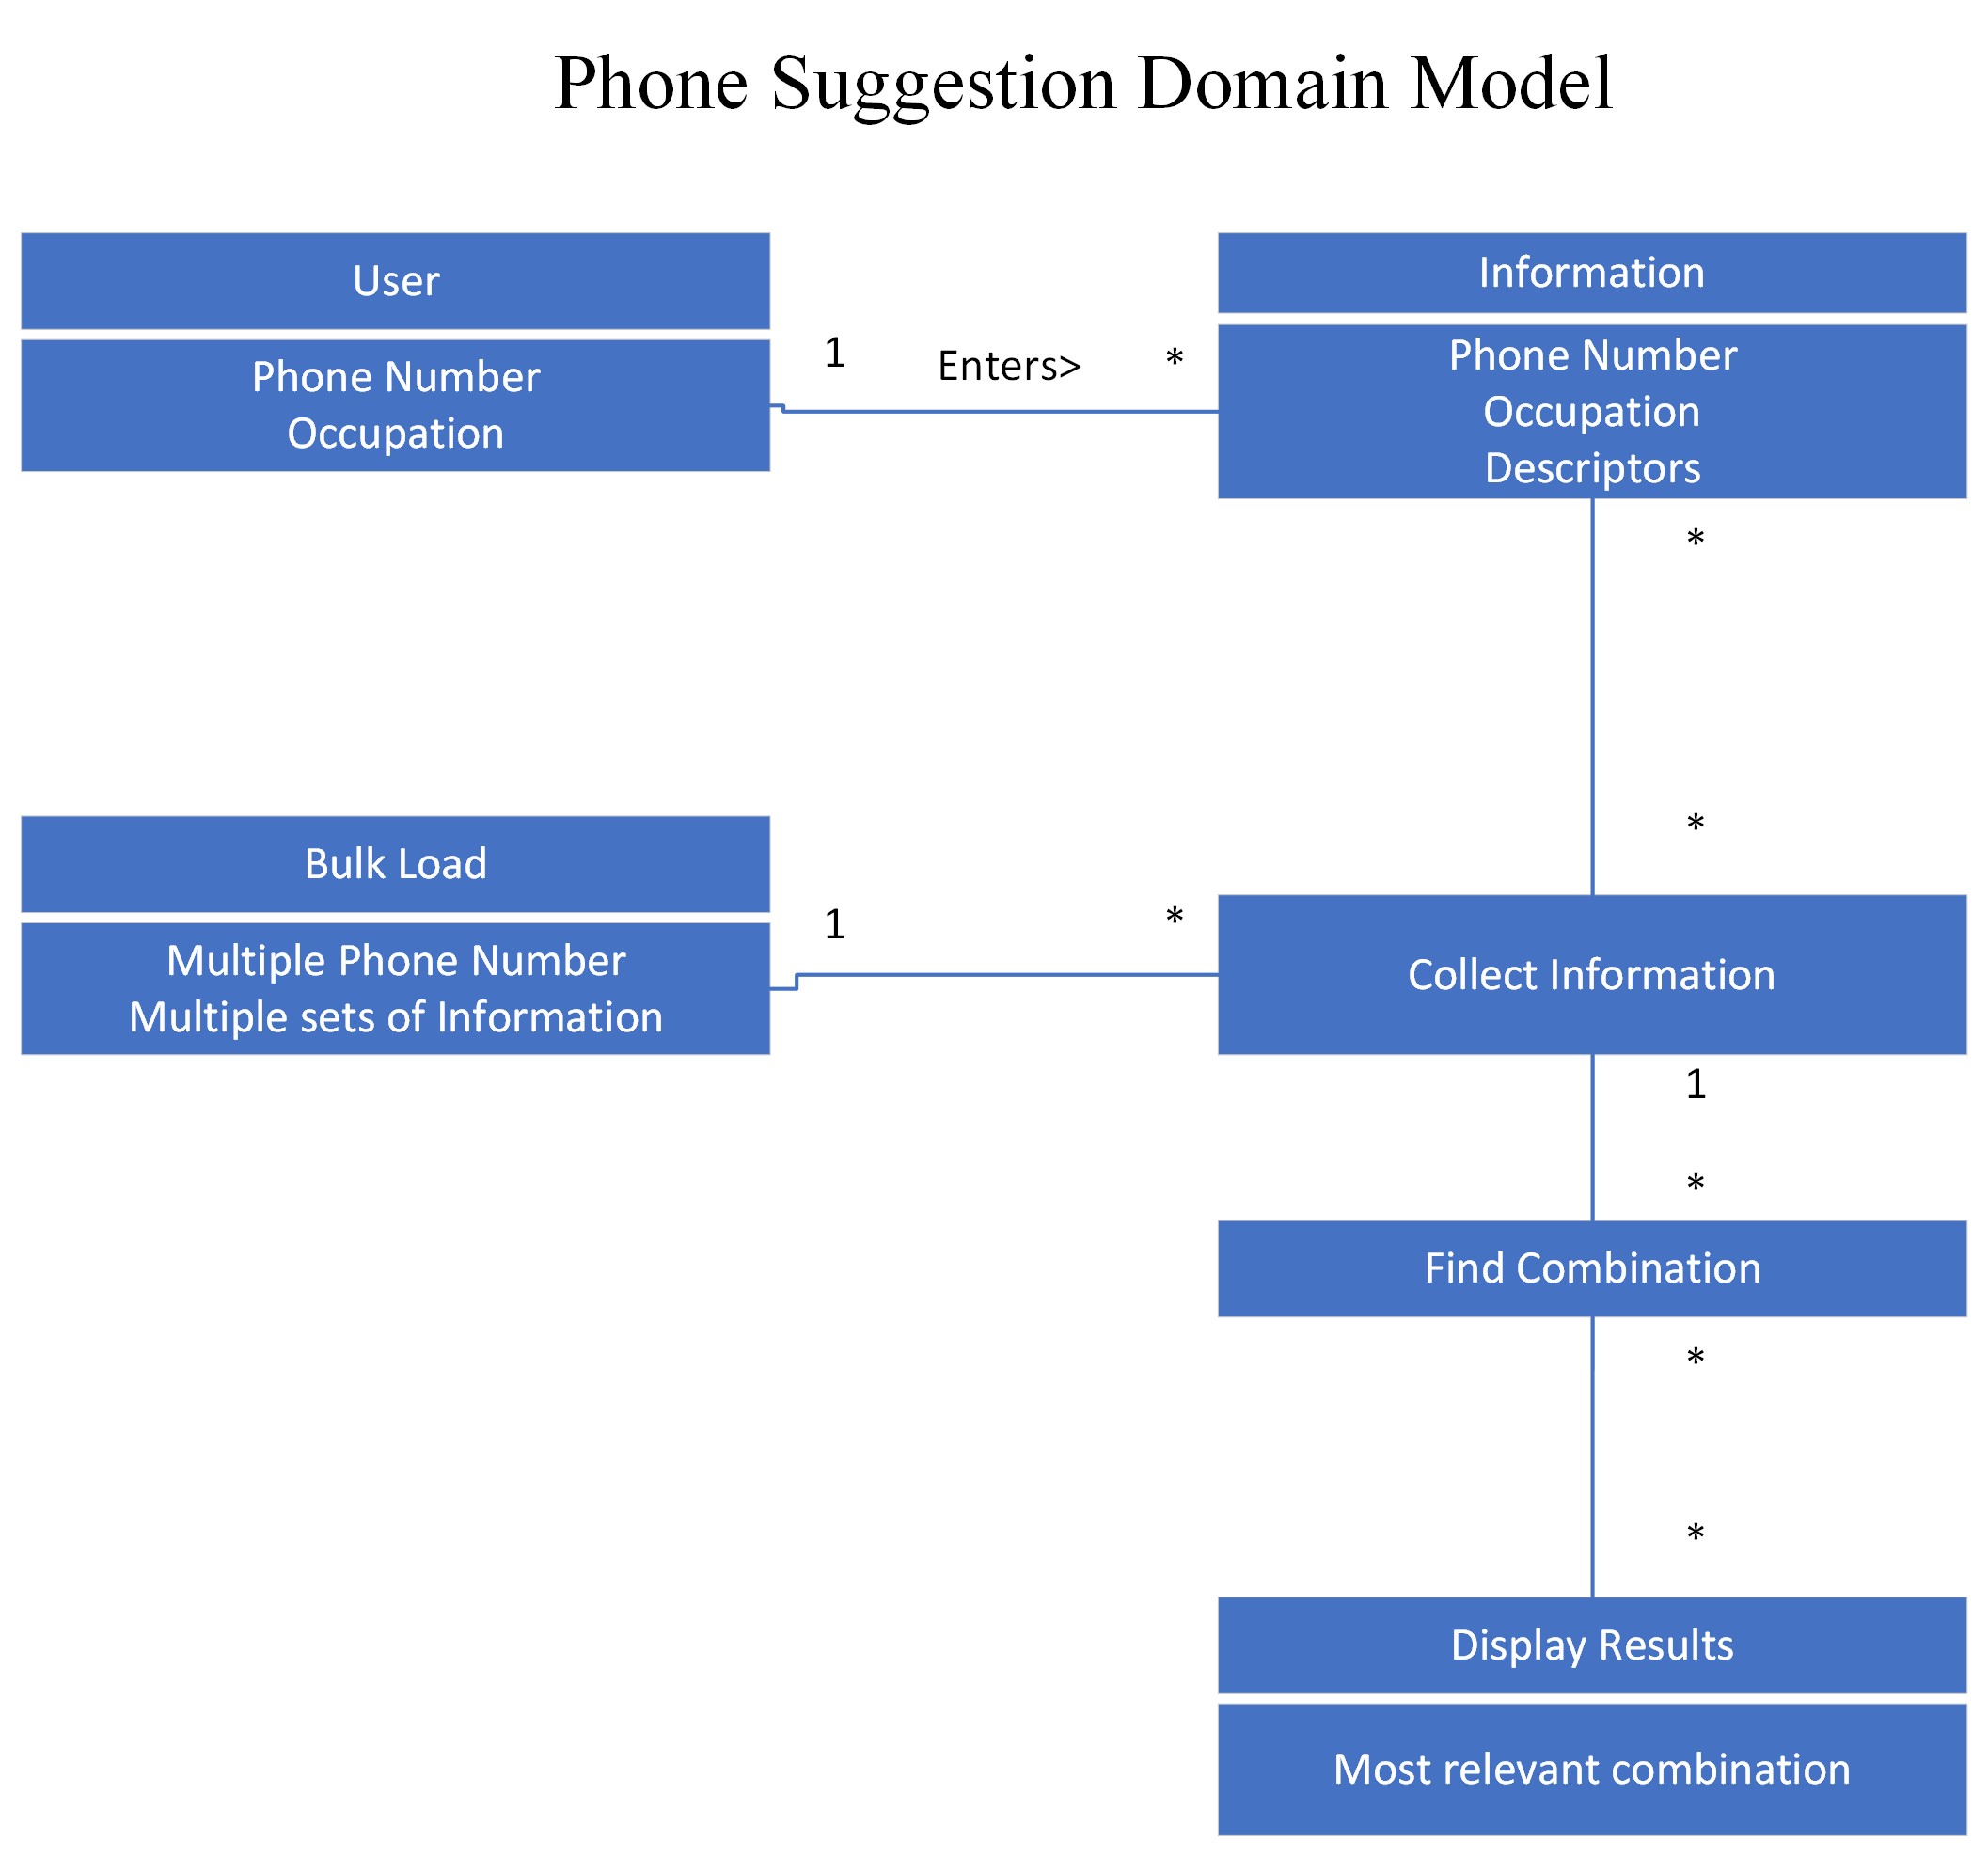 Phone Suggestion Domain Model
User
Information
Phone Number
Occupation
1
Enters>
*
Phone Number
Occupation
Descriptors
*
*
Bulk Load
Multiple Phone Number
Multiple sets of Information
1
*
Collect Information
1
*
Find Combination
*
*
Display Results
Most relevant combination